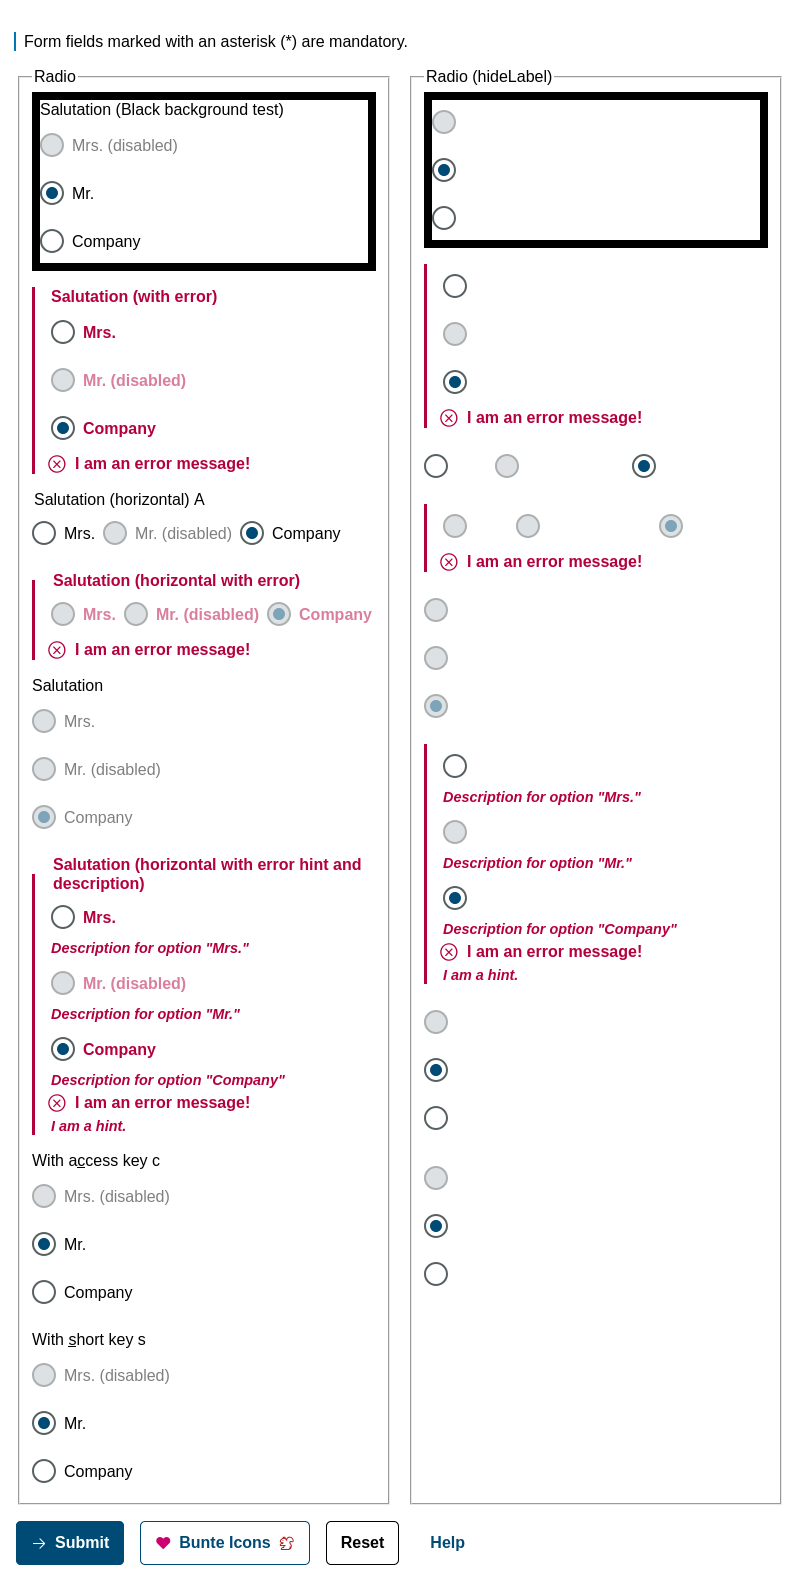 Form fields marked with an asterisk (*) are mandatory.
Radio
Salutation (Black background test)
Mrs. (disabled)
Mr.
Company
Salutation (with error)
Mrs.
Mr. (disabled)
Company
I am an error message!
Salutation (horizontal) A
Mrs. Mr. (disabled) Company
Salutation (horizontal with error)
Mrs. Mr. (disabled) Company
I am an error message!
Salutation
Mrs.
Mr. (disabled)
Company
Salutation (horizontal with error hint and
description)
Mrs.
Description for option "Mrs."
Mr. (disabled)
Description for option "Mr."
Company
Description for option "Company"
I am an error message!
I am a hint.
With access key c
Mrs. (disabled)
Mr.
Company
With short key s
Mrs. (disabled)
Mr.
Company
Radio (hideLabel)
I am an error message!
I am an error message!
Description for option "Mrs."
Description for option "Mr."
Description for option "Company"
I am an error message!
I am a hint.
Submit Bunte Icons Reset Help